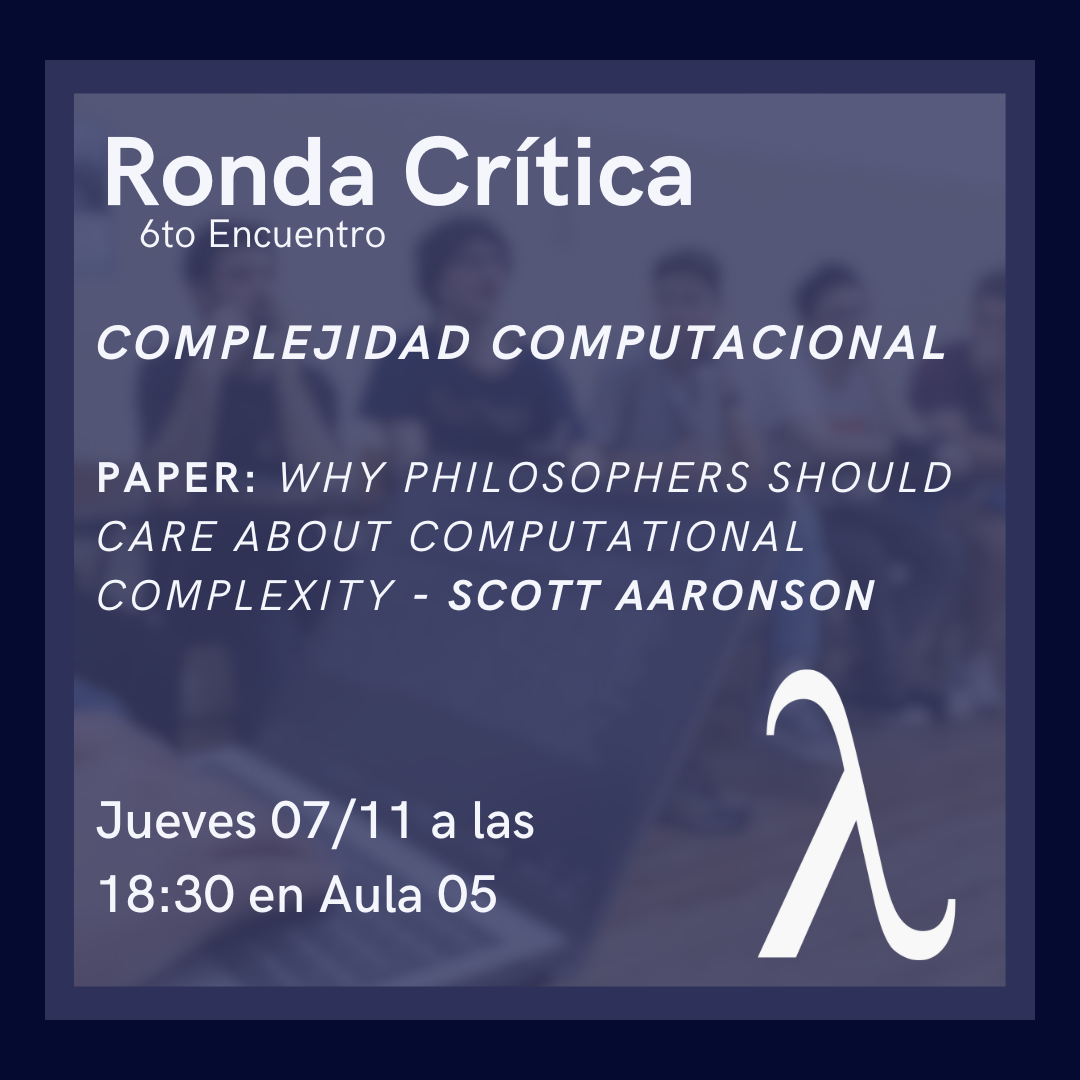 Ronda Crítica
6to Encuentro
COMPLEJIDAD COMPUTACIONAL
PAPER: WHY PHILOSOPHERS SHOULD
CARE ABOUT COMPUTATIONAL
COMPLEXITY - SCOTT AARONSON
Jueves 07/11 a las
18:30 en Aula 05
λ